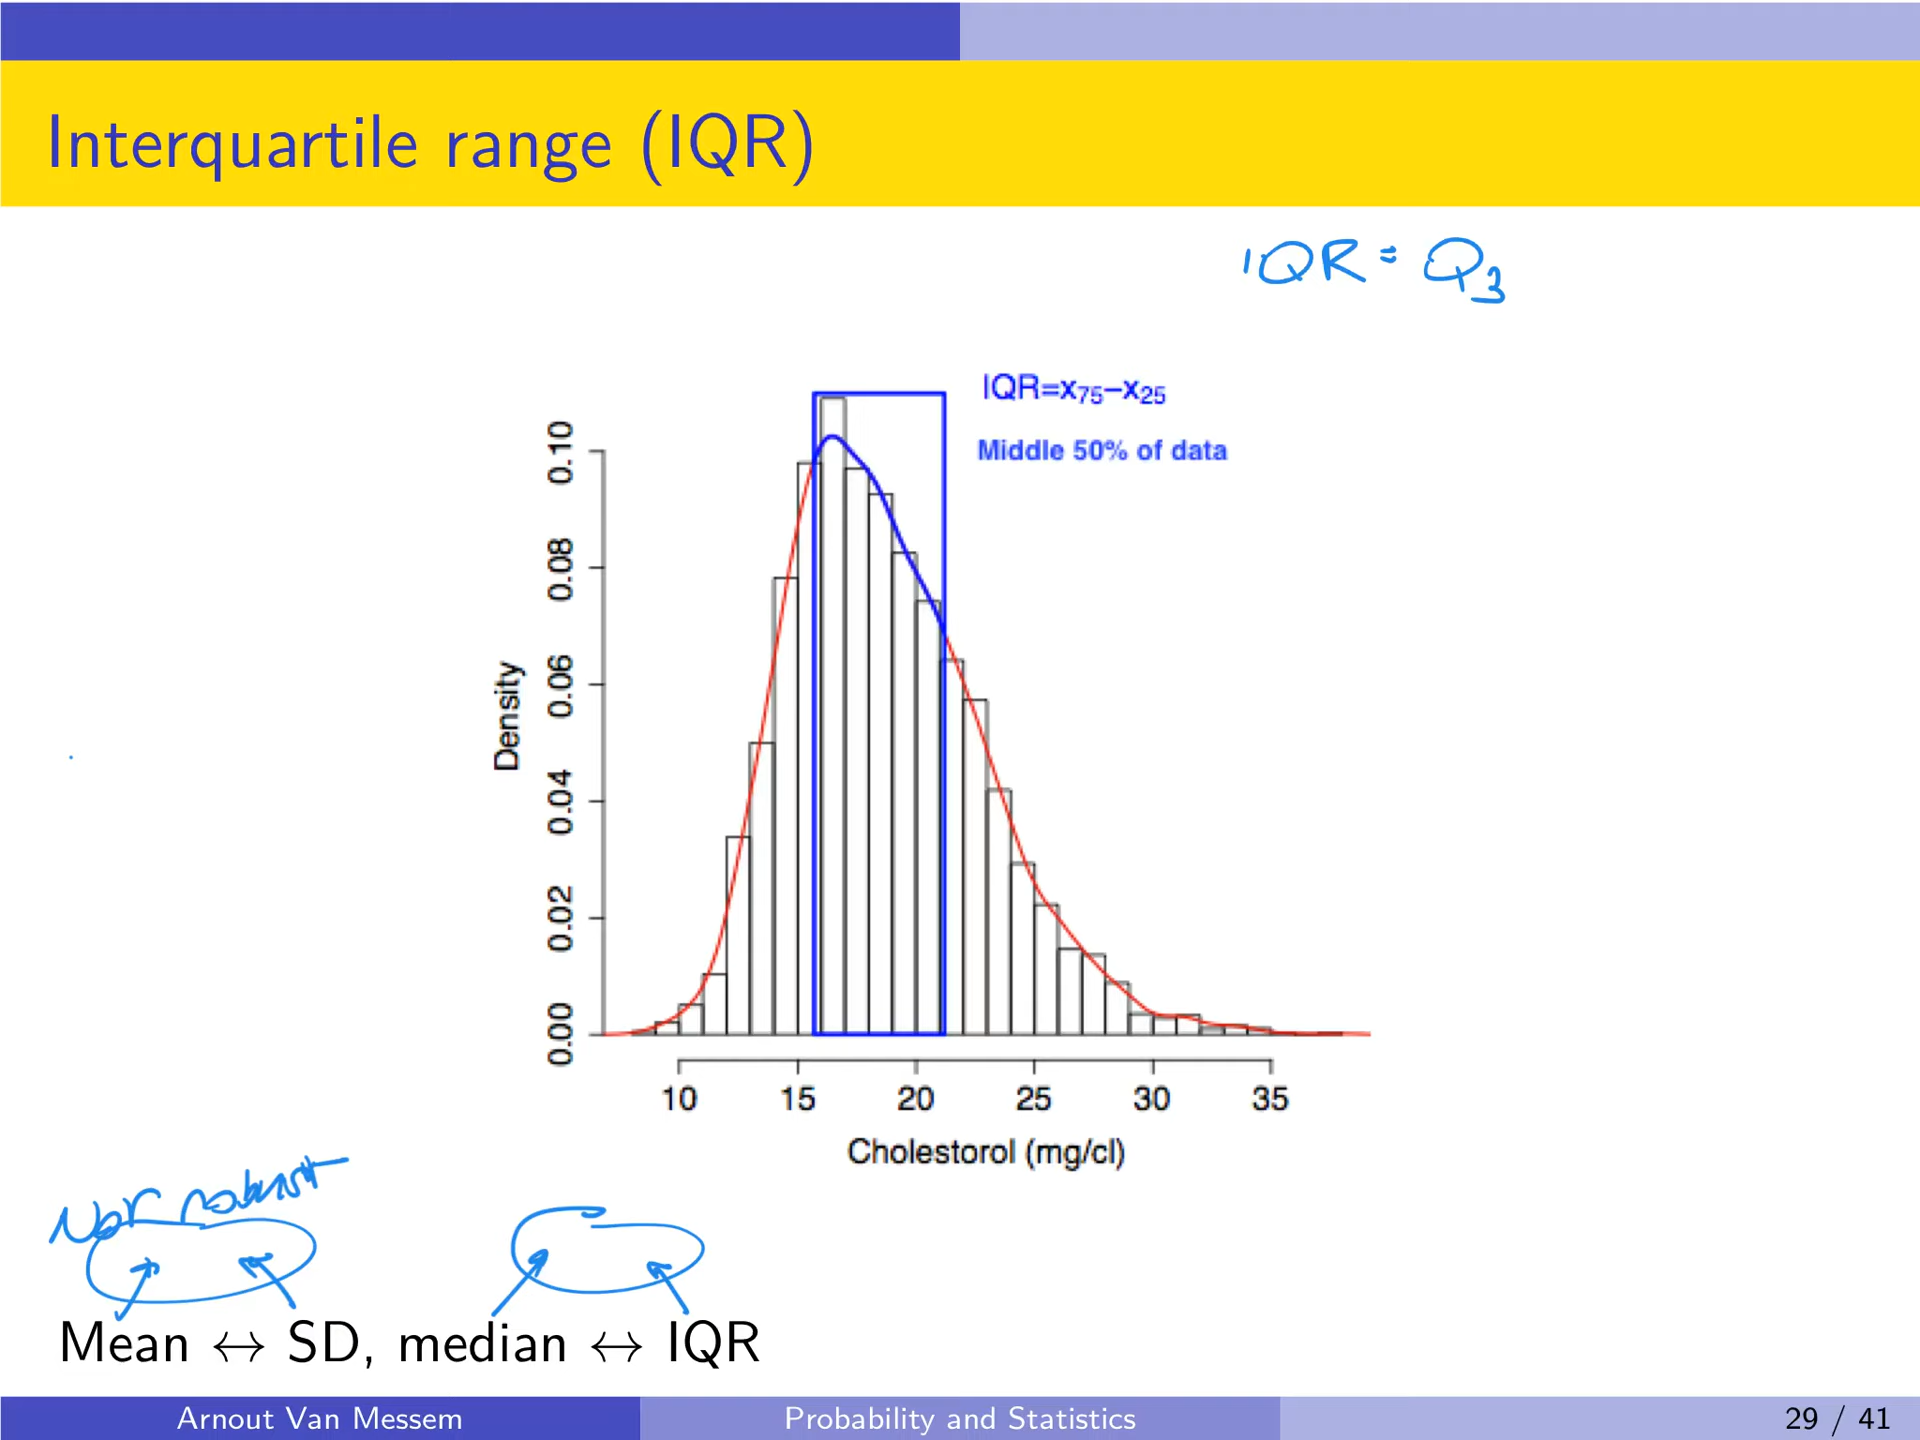 Interquartile range (IQR)
IQR = Q3
IQR=x75–x25
Middle 50% of data
Density
0.00 0.02 0.04 0.06 0.08 0.10
10 15 20 25 30 35
Cholestorol (mg/cl)
Not robust
Mean ↔ SD, median ↔ IQR
Arnout Van Messem Probability and Statistics 29 / 41